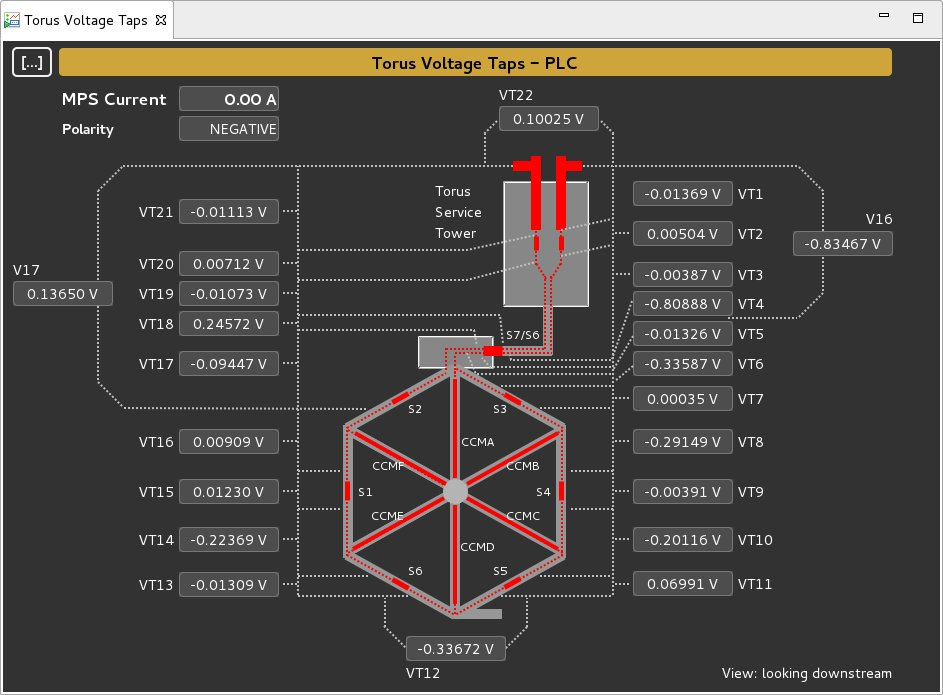 Torus Voltage Taps
[...]
Torus Voltage Taps - PLC
MPS Current 0.00 A
Polarity NEGATIVE
VT22
0.10025 V
Torus
Service
Tower
VT21 -0.01113 V
VT20 0.00712 V
VT19 -0.01073 V
VT18 0.24572 V
VT17 -0.09447 V
V17
0.13650 V
VT16 0.00909 V
VT15 0.01230 V
VT14 -0.22369 V
VT13 -0.01309 V
-0.01369 V VT1
0.00504 V VT2
-0.00387 V VT3
-0.80888 V VT4
-0.01326 V VT5
-0.33587 V VT6
0.00035 V VT7
-0.29149 V VT8
-0.00391 V VT9
-0.20116 V VT10
0.06991 V VT11
V16
-0.83467 V
S7/S6
S2
S3
CCMA
CCMF
CCMB
S1
S4
CCME
CCMC
CCMD
S6
S5
-0.33672 V
VT12
View: looking downstream